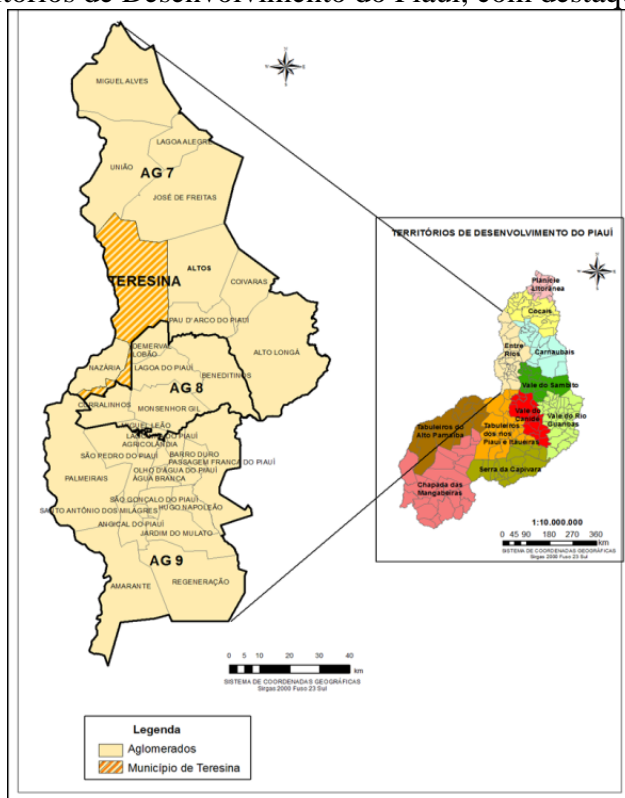 itórios de Desenvolvimento do Piauí, com destaqu
MIGUEL ALVES
LAGOA ALEGRE
UNIÃO
AG 7
JOSÉ DE FREITAS
TERESINA
ALTOS
COIVARAS
PAU D'ARCO DO PIAUÍ
ALTO LONGÁ
DEMERVAL
LOBÃO
NAZÁRIA
LAGOA DO PIAUÍ
BENEDITINOS
AG 8
CURRALINHOS
MONSENHOR GIL
MIGUEL LEÃO
AGRICOLÂNDIA
SÃO PEDRO DO PIAUÍ
BARRO DURO
PASSAGEM FRANCA DO PIAUÍ
OLHO D'ÁGUA DO PIAUÍ
ÁGUA BRANCA
PALMEIRAIS
SÃO GONÇALO DO PIAUÍ
HUGO NAPOLEÃO
SANTO ANTÔNIO DOS MILAGRES
ANGICAL DO PIAUÍ
JARDIM DO MULATO
AG 9
AMARANTE
REGENERAÇÃO
0 5 10 20 30 40
km
SISTEMA DE COORDENADAS GEOGRÁFICAS
Sirgas 2000 Fuso 23 Sul
Legenda
Aglomerados
Município de Teresina
TERRITÓRIOS DE DESENVOLVIMENTO DO PIAUÍ
Planície
Litorânea
Cocais
Entre
Rios
Carnaubais
Vale do Sambito
Vale do
Canindé
Vale do Rio
Guaribas
Tabuleiros do
Alto Parnaíba
Tabuleiros
dos rios
Piauí e Itaueiras
Serra da Capivara
Chapada das
Mangabeiras
1:10.000.000
0 45 90 180 270 360
km
SISTEMA DE COORDENADAS GEOGRÁFICAS
Sirgas 2000 Fuso 23 Sul